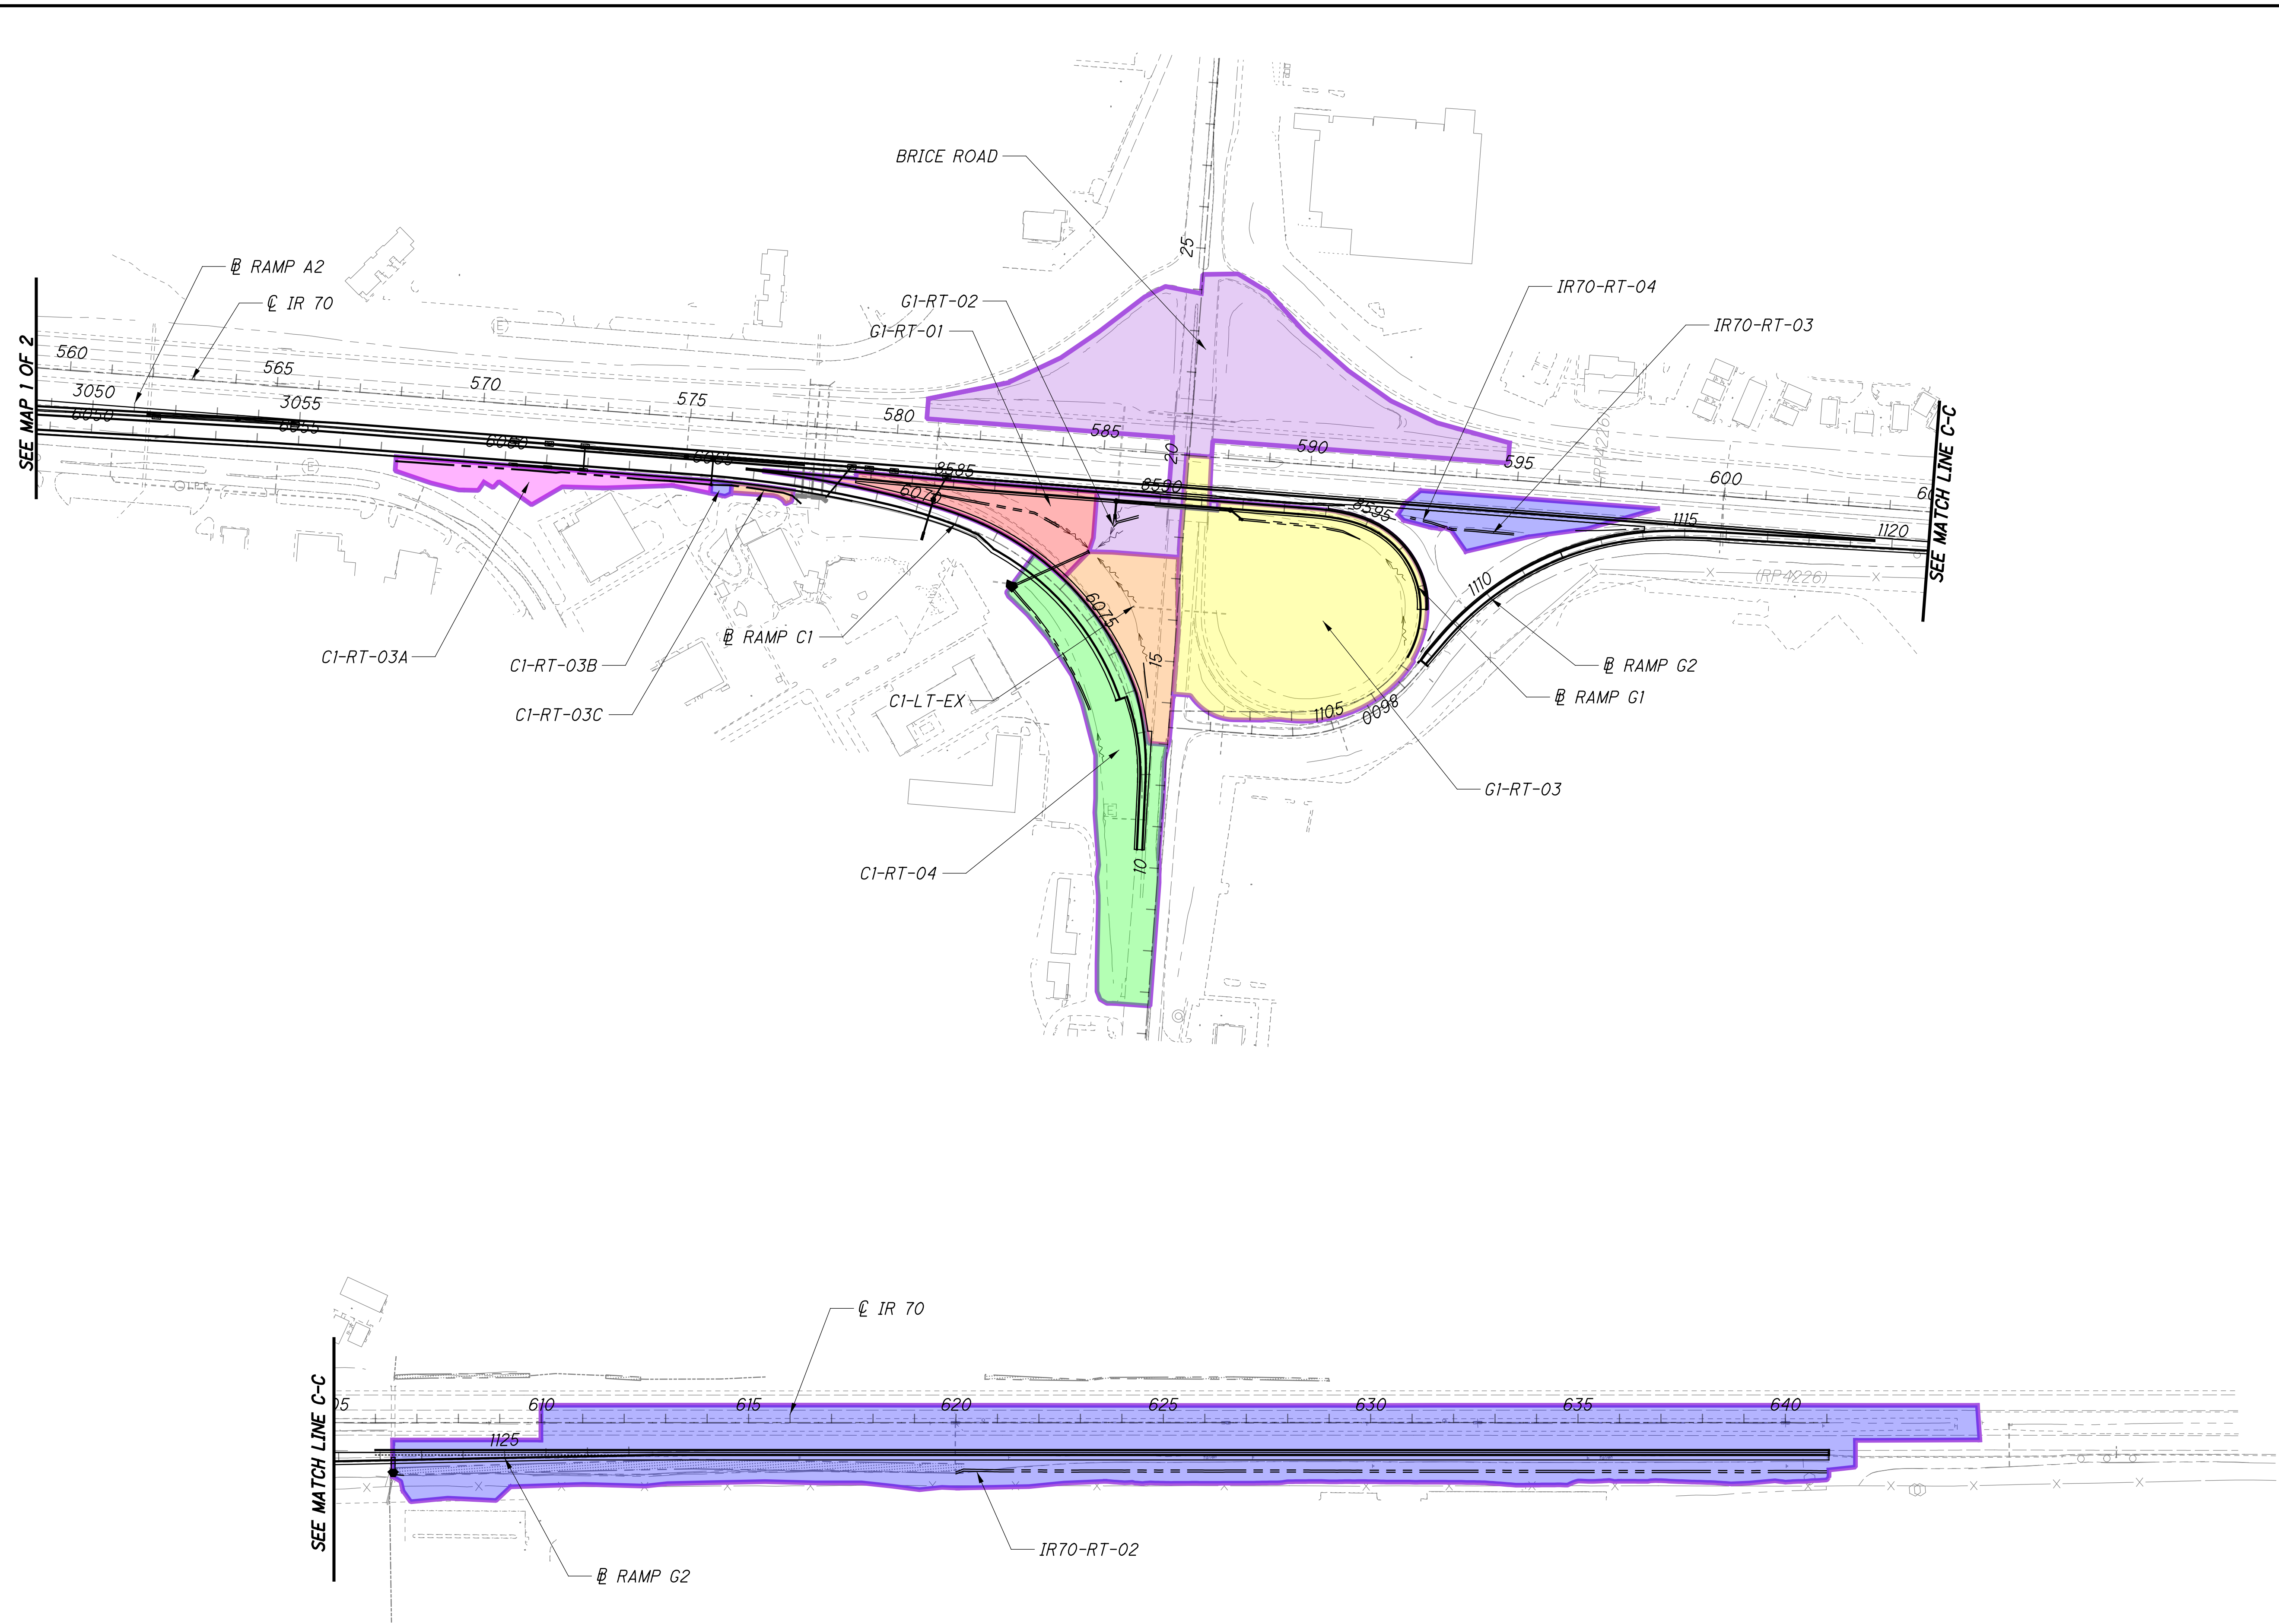 BRICE ROAD
25
℄ RAMP A2
℄ IR 70
G1-RT-02
G1-RT-01
IR70-RT-04
IR70-RT-03
SEE MAP 1 OF 2
560
565
570
575
580
585
590
595
600
60
3050
3055
6050
6055
6060
6065
6070
6075
8585
8590
8595
8600
20
15
10
1105
1110
1115
1120
SEE MATCH LINE C-C
(RP4226)
(RP4226)
E
E
E
C1-RT-03A
C1-RT-03B
C1-RT-03C
℄ RAMP C1
C1-LT-EX
C1-RT-04
℄ RAMP G2
℄ RAMP G1
G1-RT-03
℄ IR 70
SEE MATCH LINE C-C
05
610
615
620
625
630
635
640
1125
IR70-RT-02
℄ RAMP G2